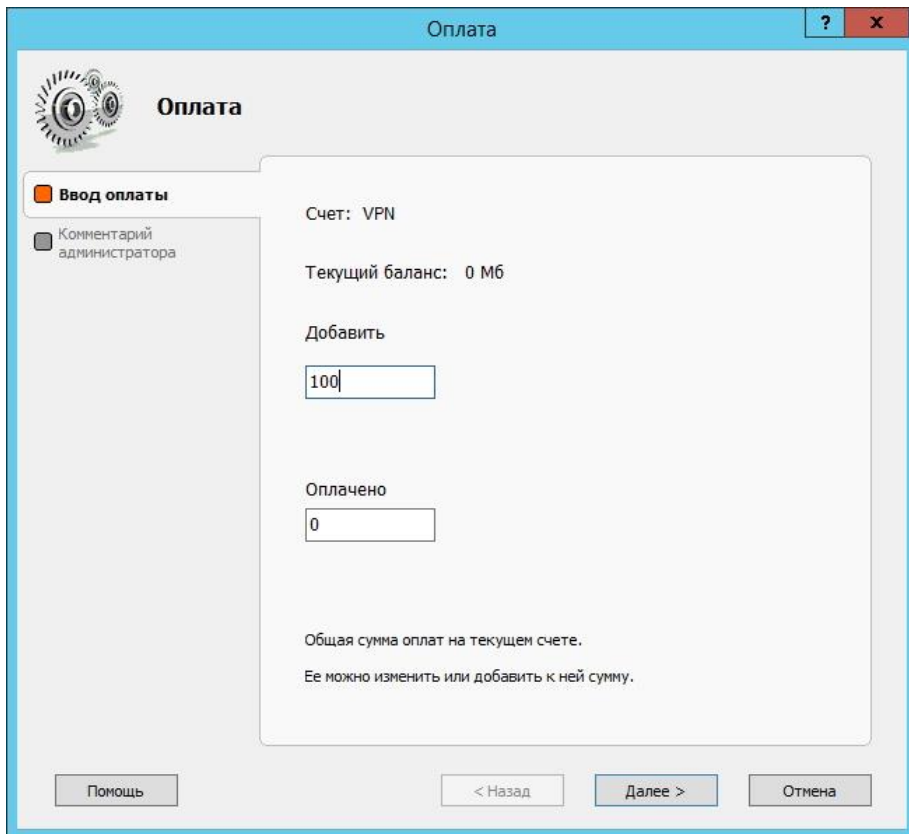 Оплата
?
x
Оплата
Ввод оплаты
Комментарий
администратора
Счет: VPN
Текущий баланс: 0 Мб
Добавить
100
Оплачено
0
Общая сумма оплат на текущем счете.
Ее можно изменить или добавить к ней сумму.
Помощь
< Назад
Далее >
Отмена